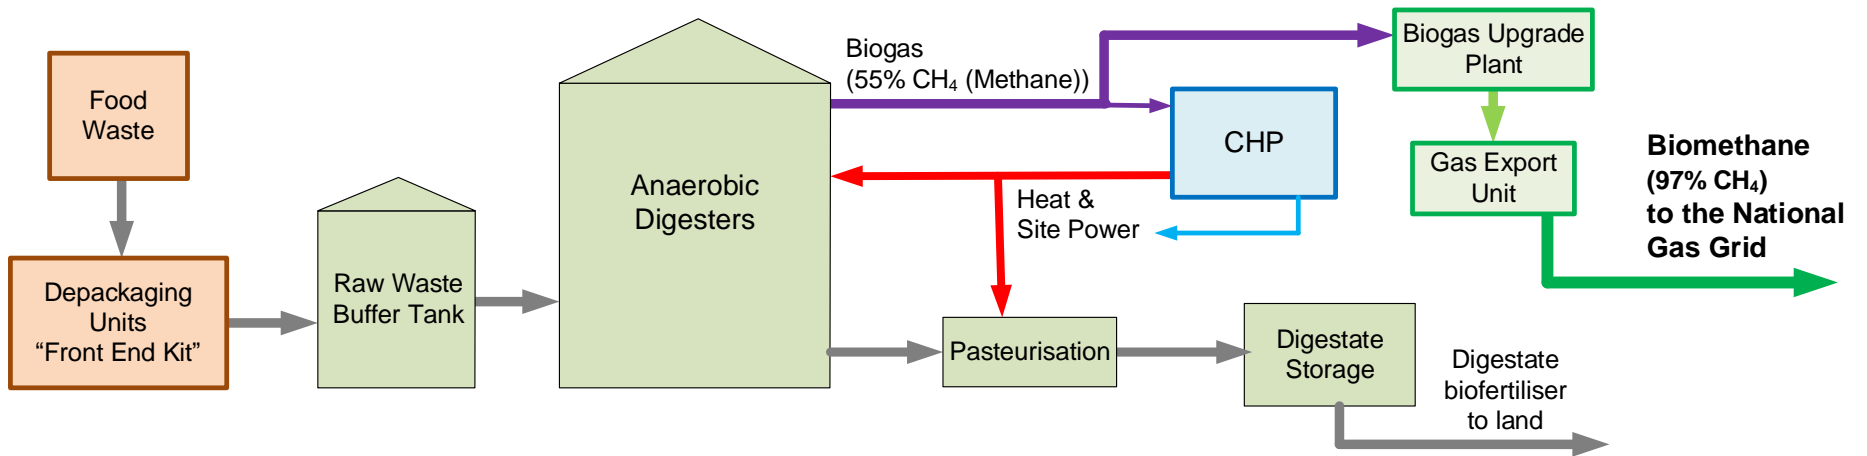 Food
Waste
Depackaging
Units
“Front End Kit”
Raw Waste
Buffer Tank
Anaerobic
Digesters
Biogas
(55% CH₄ (Methane))
CHP
Heat &
Site Power
Pasteurisation
Digestate
Storage
Digestate
biofertiliser
to land
Biogas Upgrade
Plant
Gas Export
Unit
Biomethane
(97% CH₄)
to the National
Gas Grid